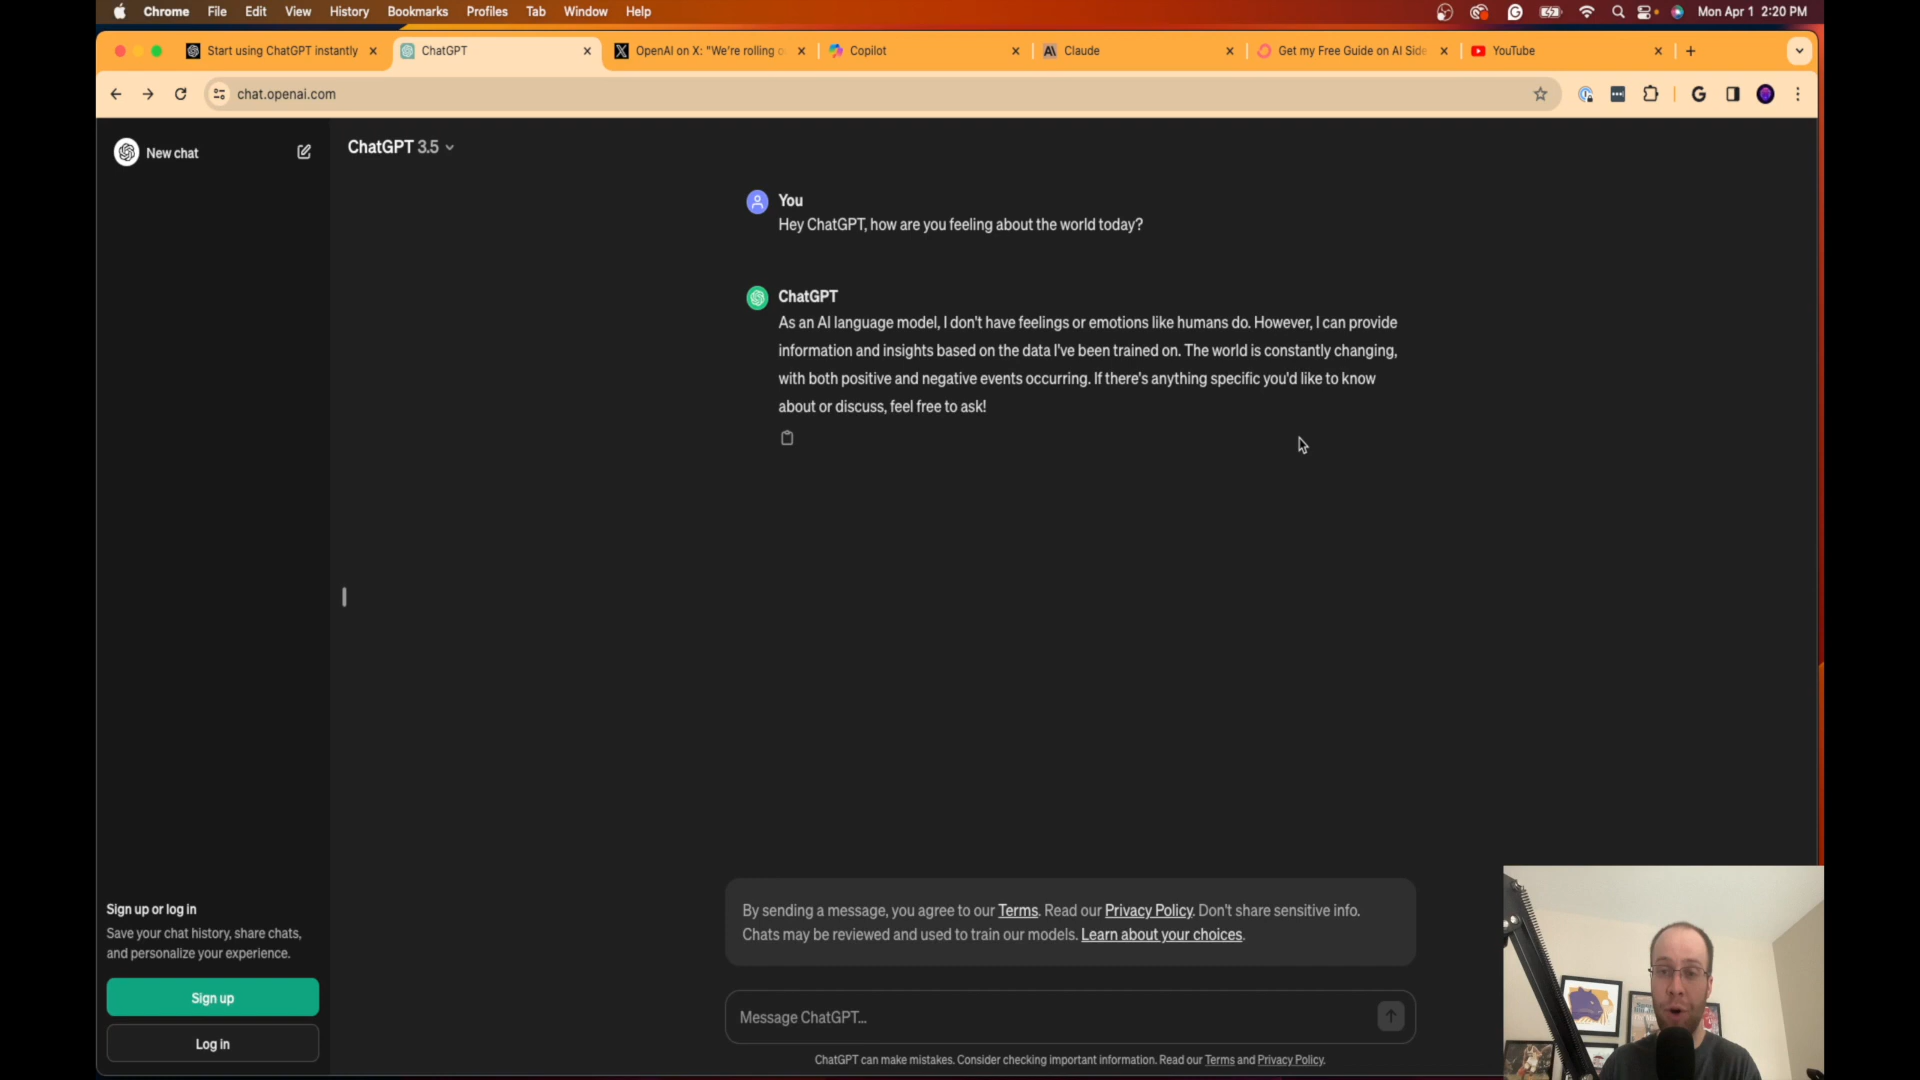 Chrome File Edit View History Bookmarks Profiles Tab Window Help Mon Apr 1 2:20 PM
Start using ChatGPT instantly ChatGPT OpenAI on X: "We're rolling Copilot Claude Get my Free Guide on AI Side YouTube
chat.openai.com
New chat
ChatGPT 3.5
You
Hey ChatGPT, how are you feeling about the world today?
ChatGPT
As an AI language model, I don't have feelings or emotions like humans do. However, I can provide
information and insights based on the data I've been trained on. The world is constantly changing,
with both positive and negative events occurring. If there's anything specific you'd like to know
about or discuss, feel free to ask!
Sign up or log in
Save your chat history, share chats,
and personalize your experience.
Sign up
Log in
By sending a message, you agree to our Terms. Read our Privacy Policy. Don't share sensitive info.
Chats may be reviewed and used to train our models. Learn about your choices.
Message ChatGPT...
ChatGPT can make mistakes. Consider checking important information. Read our Terms and Privacy Policy.